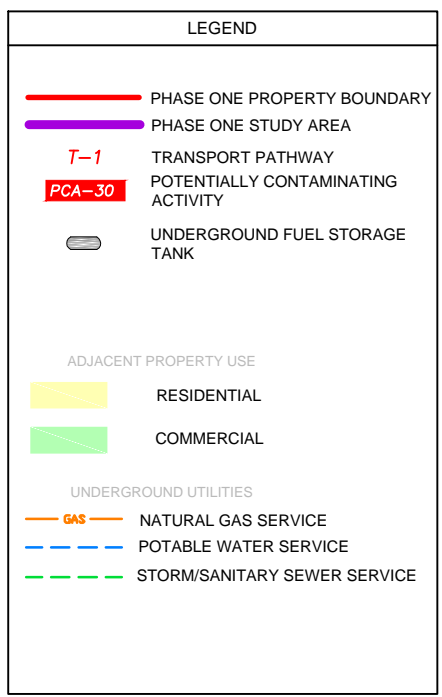 LEGEND
PHASE ONE PROPERTY BOUNDARY
PHASE ONE STUDY AREA
T-1 TRANSPORT PATHWAY
PCA-30 POTENTIALLY CONTAMINATING
ACTIVITY
UNDERGROUND FUEL STORAGE
TANK
ADJACENT PROPERTY USE
RESIDENTIAL
COMMERCIAL
UNDERGROUND UTILITIES
GAS NATURAL GAS SERVICE
POTABLE WATER SERVICE
STORM/SANITARY SEWER SERVICE